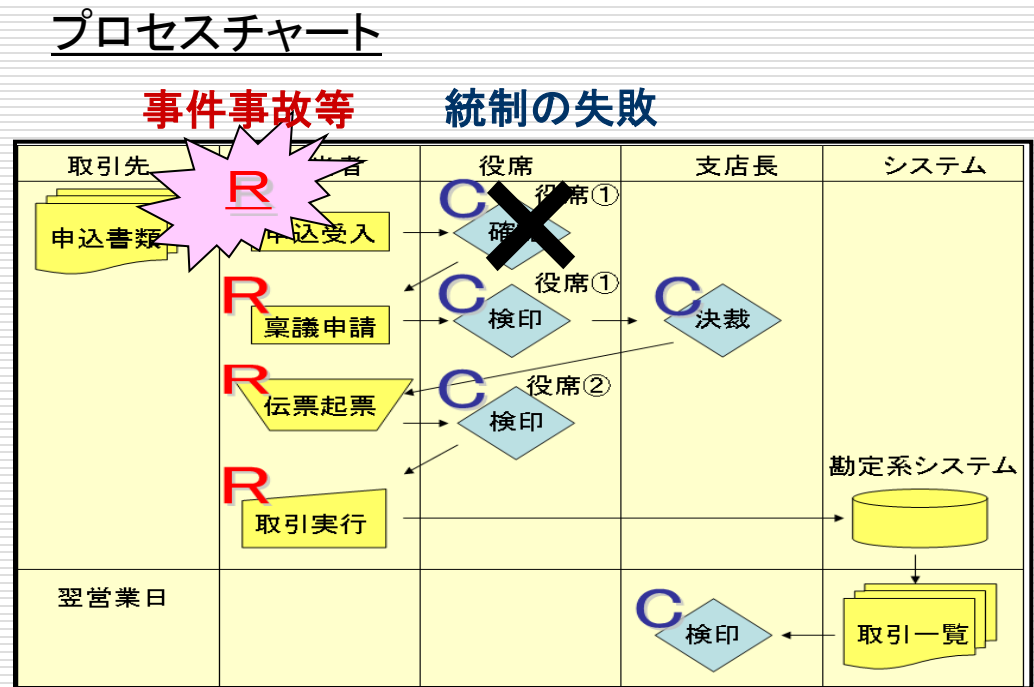 プロセスチャート
事件事故等 統制の失敗
取引先 当者 役席 支店長 システム
R C 役席①
申込書類 申込受入 確認
R C 役席① C
稟議申請 検印 決裁
R C 役席②
伝票起票 検印
勘定系システム
R
取引実行
翌営業日 C
検印 取引一覧